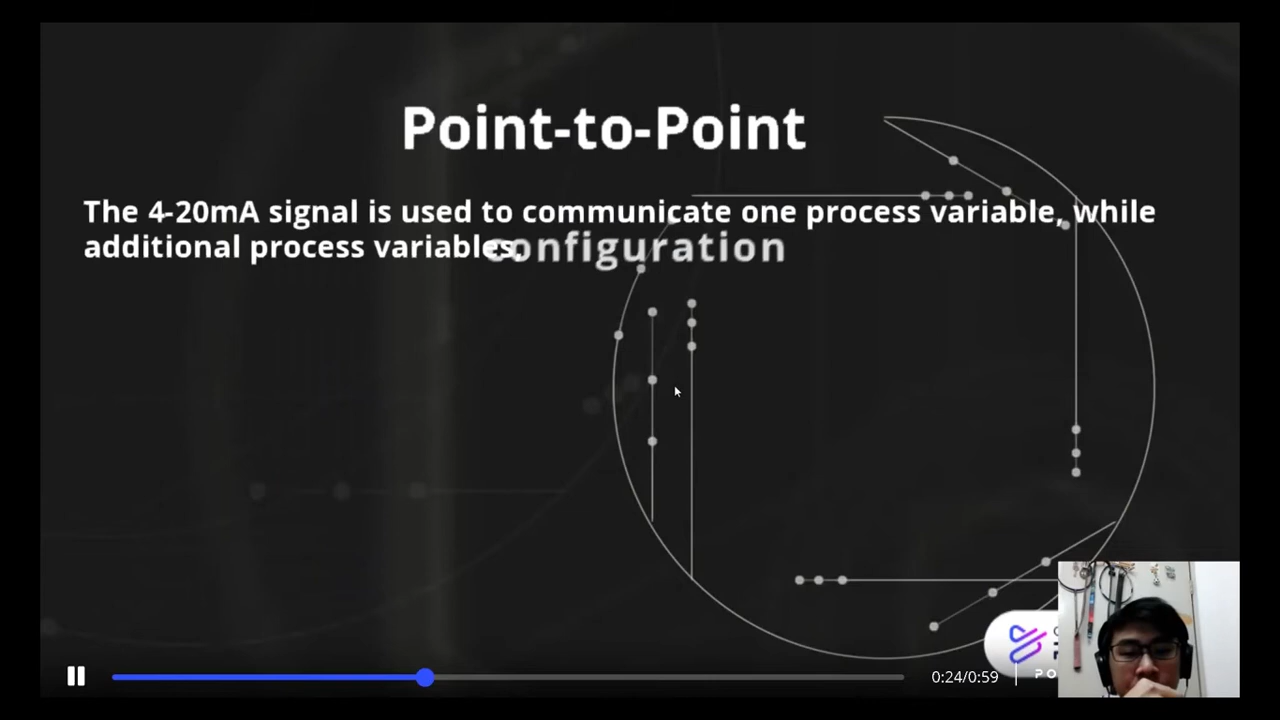 Point-to-Point
The 4-20mA signal is used to communicate one process variable, while
additional process variables.
configuration
0:24/0:59